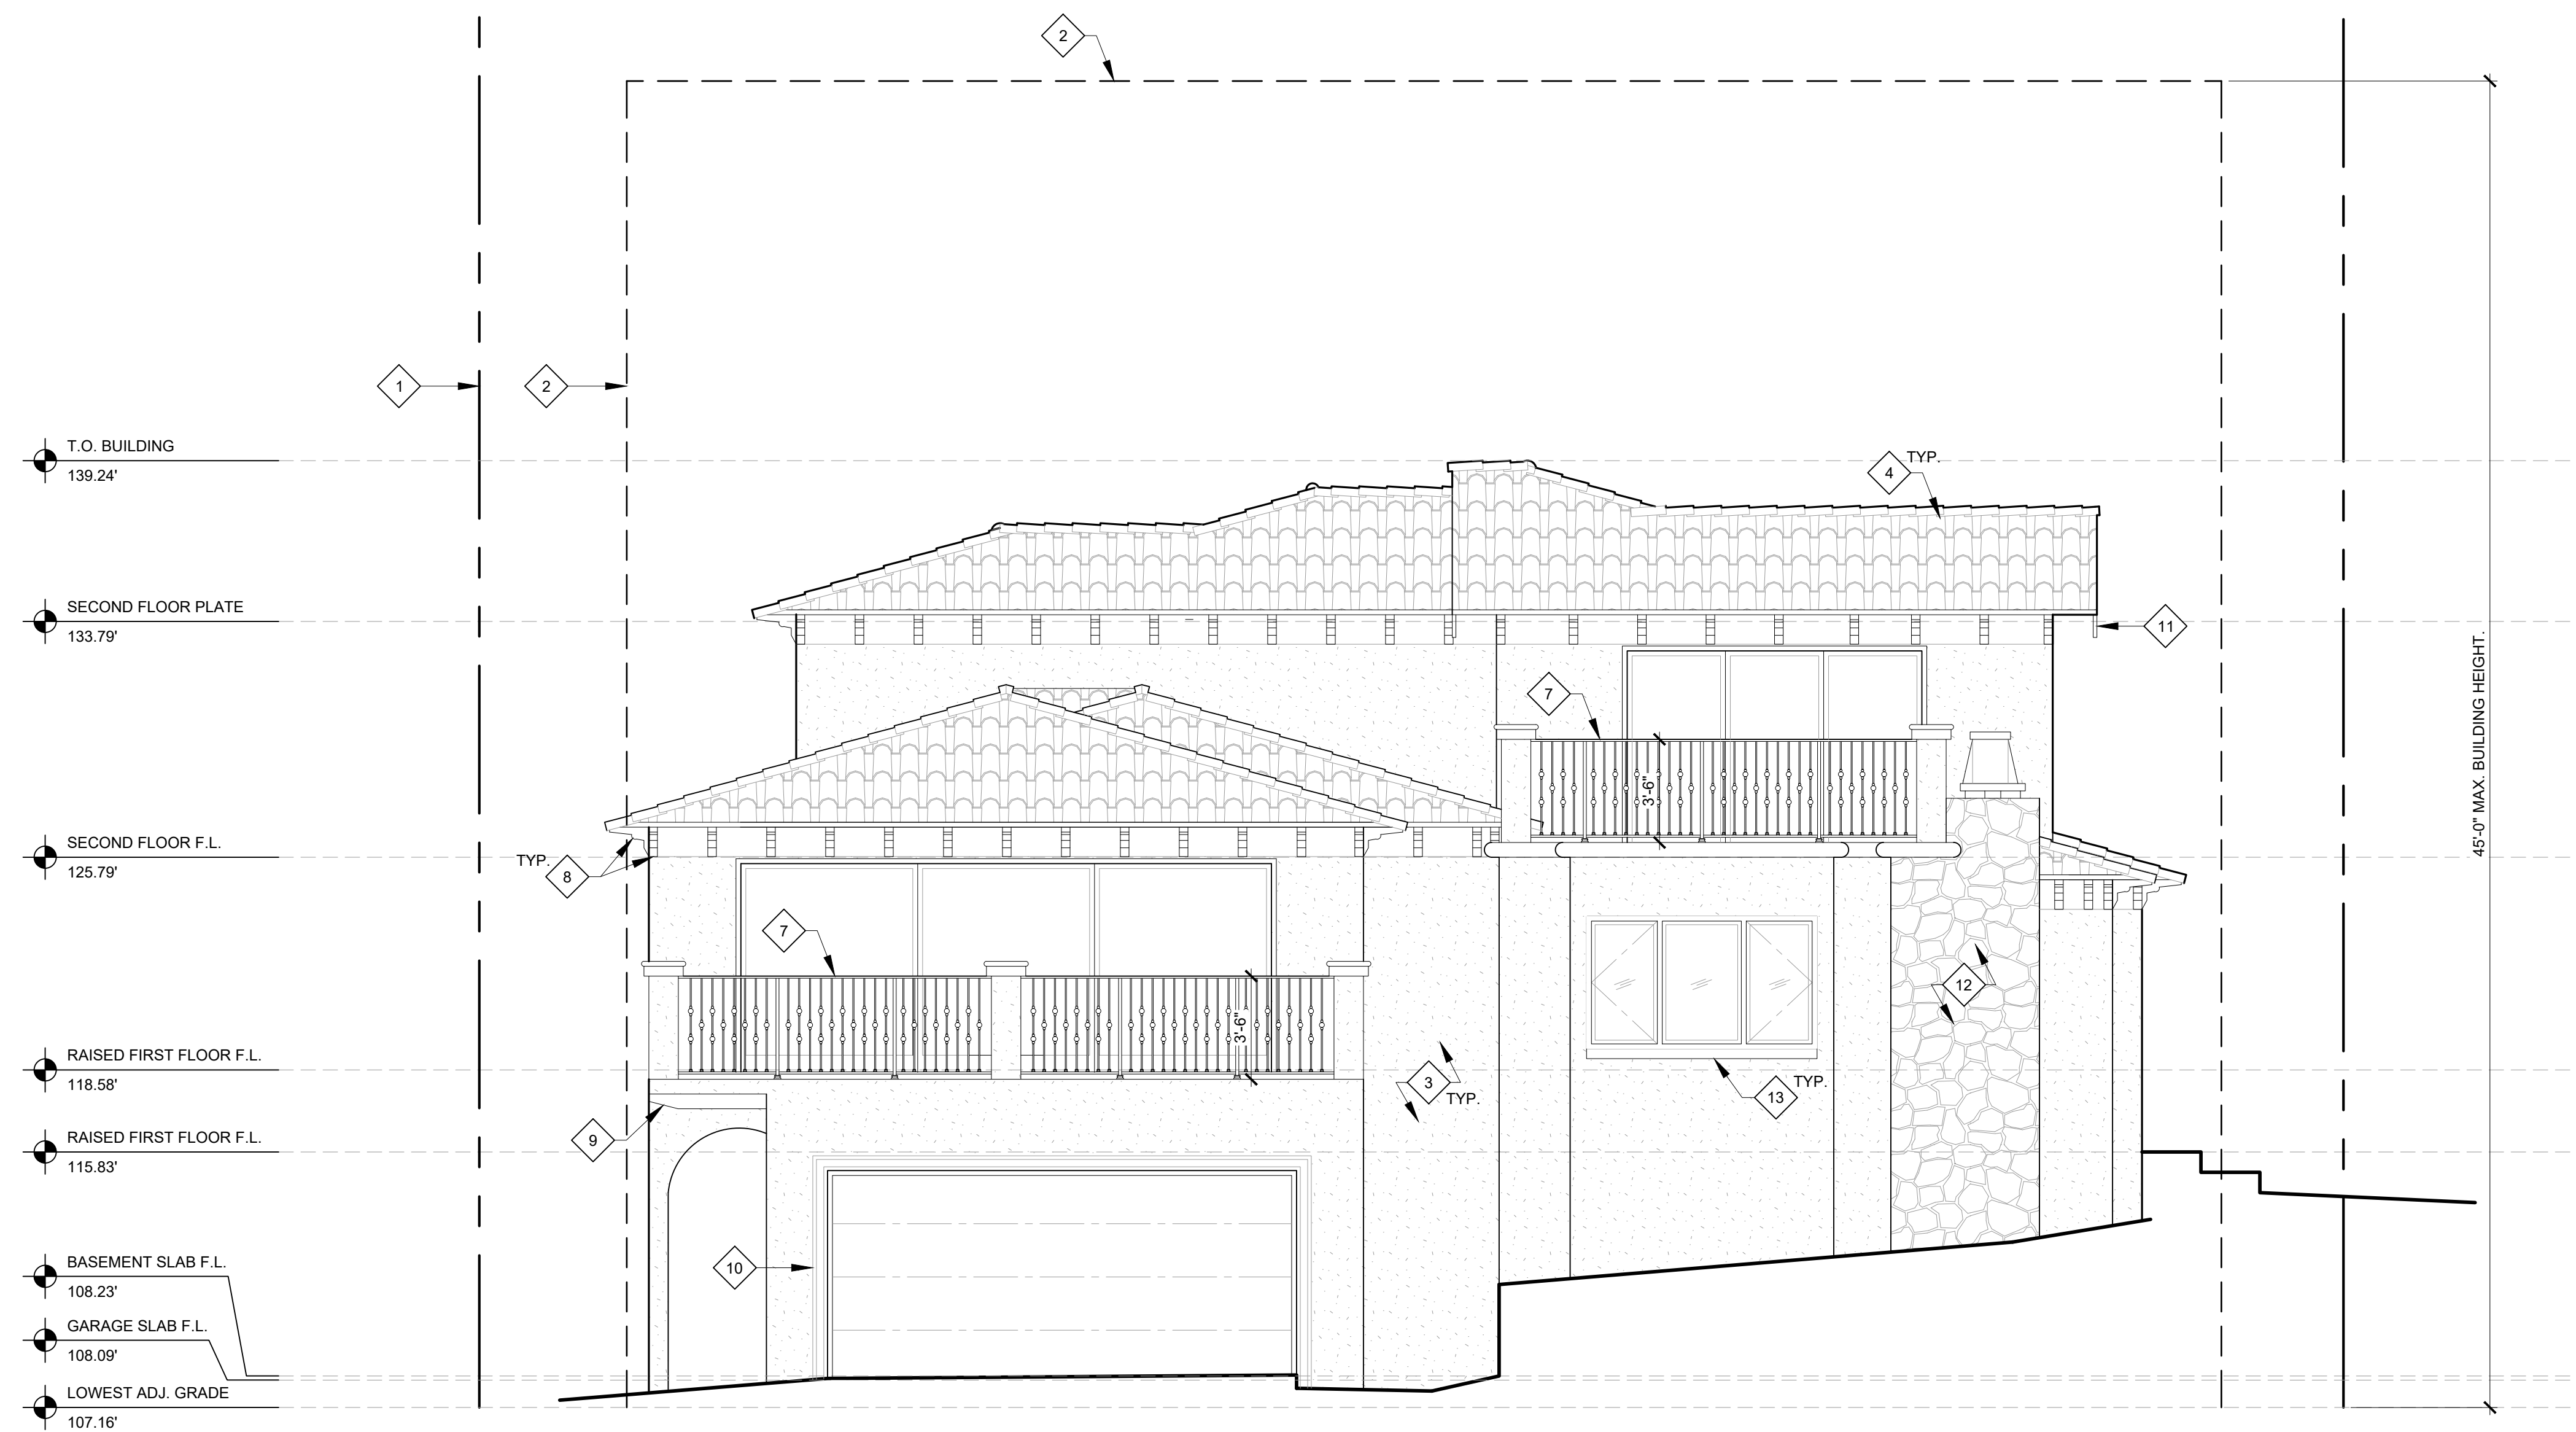 2
1
2
T.O. BUILDING
139.24'
4
TYP.
SECOND FLOOR PLATE
133.79'
11
7
45'-0" MAX. BUILDING HEIGHT.
3'-6"
SECOND FLOOR F.L.
125.79'
TYP.
8
7
12
3'-6"
RAISED FIRST FLOOR F.L.
118.58'
3
TYP.
13
TYP.
9
RAISED FIRST FLOOR F.L.
115.83'
10
BASEMENT SLAB F.L.
108.23'
GARAGE SLAB F.L.
108.09'
LOWEST ADJ. GRADE
107.16'